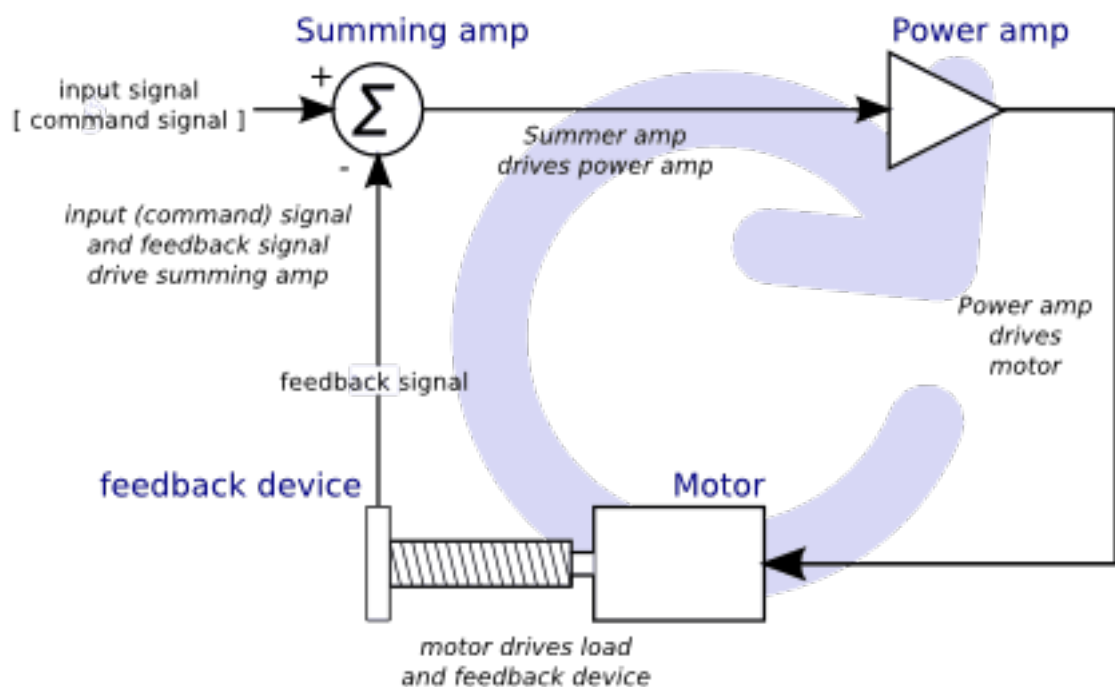 Summing amp
Power amp
+
input signal
[ command signal ]
Σ
-
Summer amp
drives power amp
input (command) signal
and feedback signal
drive summing amp
Power amp
drives
motor
feedback signal
feedback device
Motor
motor drives load
and feedback device